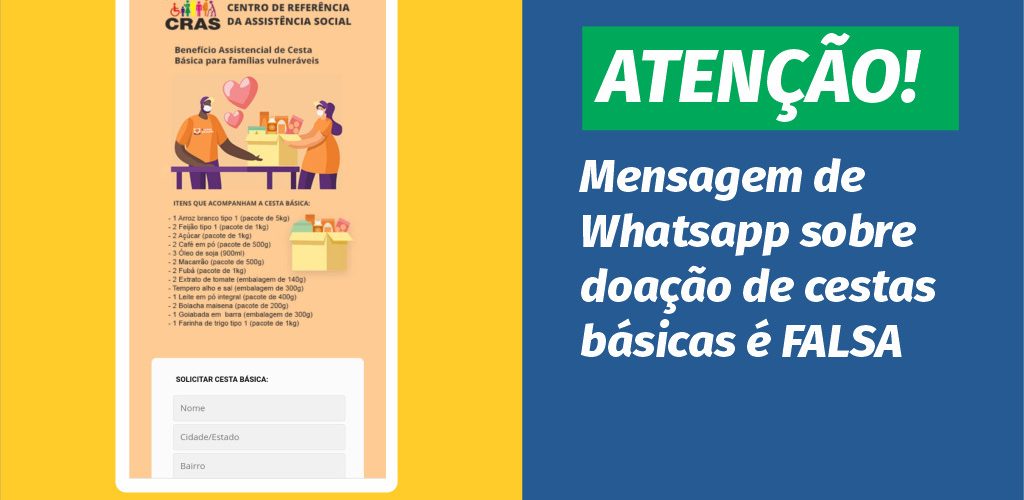 CRAS
CENTRO DE REFERÊNCIA
DA ASSISTÊNCIA SOCIAL
Benefício Assistencial de Cesta
Básica para famílias vulneráveis
ITENS QUE ACOMPANHAM A CESTA BÁSICA:
- 1 Arroz branco tipo 1 (pacote de 5kg)
- 2 Feijão tipo 1 (pacote de 1kg)
- 2 Açúcar (pacote de 1kg)
- 2 Café em pó (pacote de 500g)
- 3 Óleo de soja (900ml)
- 2 Macarrão (pacote de 500g)
- 2 Fubá (pacote de 1kg)
- 2 Extrato de tomate (embalagem de 140g)
- Tempero alho e sal (embalagem de 300g)
- 1 Leite em pó integral (pacote de 400g)
- 2 Bolacha maisena (pacote de 200g)
- 1 Goiabada em barra (embalagem de 300g)
- 1 Farinha de trigo tipo 1 (pacote de 1kg)
SOLICITAR CESTA BÁSICA:
Nome
Cidade/Estado
Bairro
ATENÇÃO!
Mensagem de
Whatsapp sobre
doação de cestas
básicas é FALSA